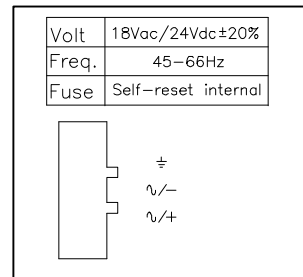 Volt 18Vac/24Vdc±20%
Freq. 45-66Hz
Fuse Self-reset internal
⏚
∿/-
∿/+